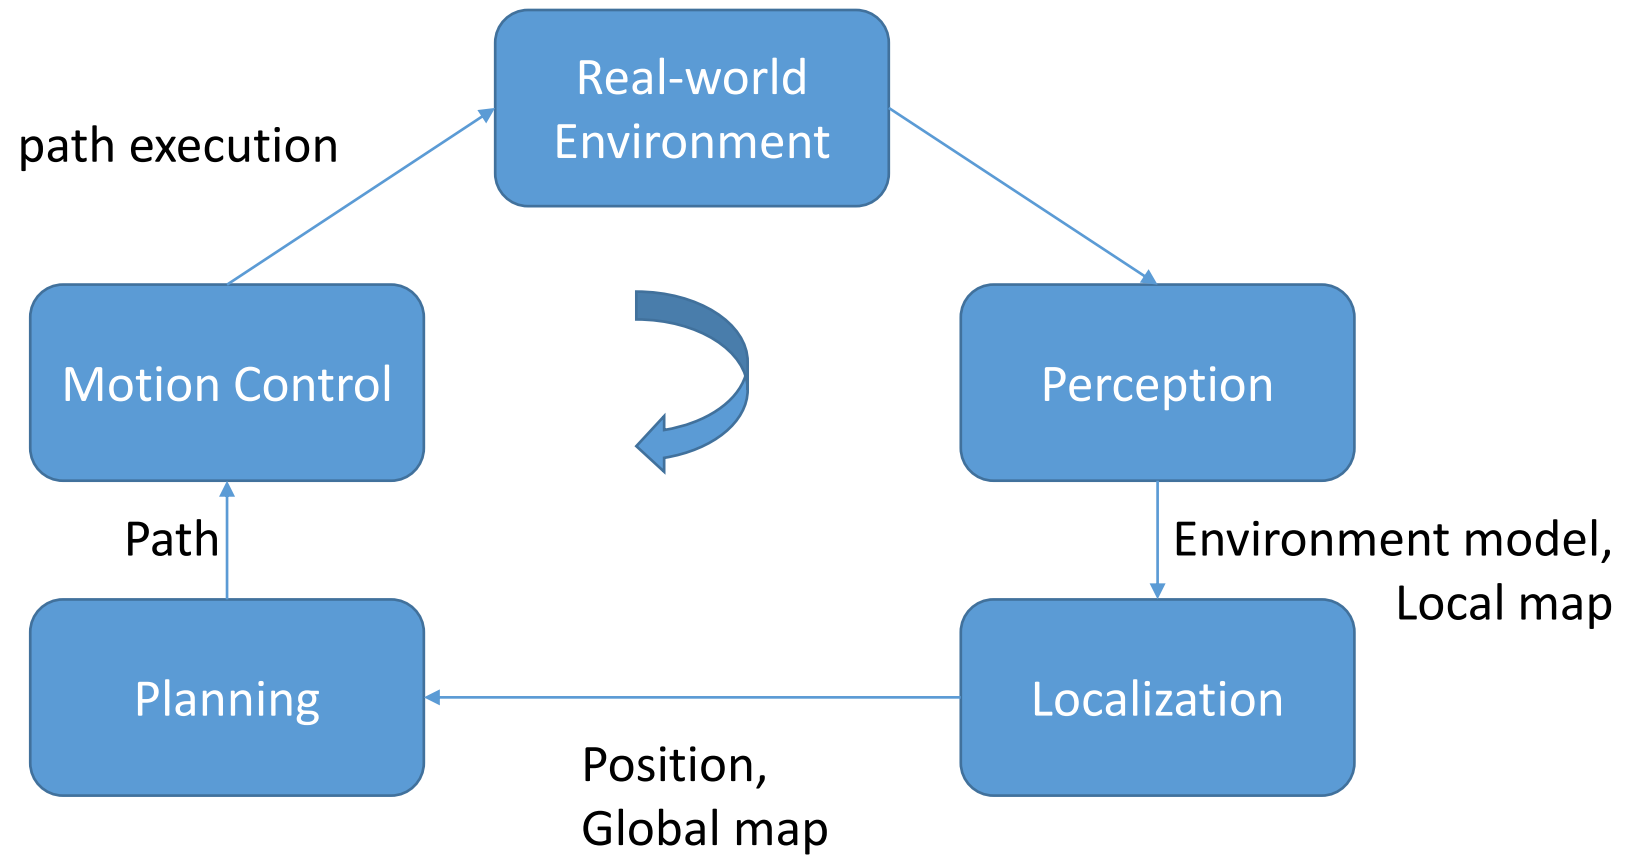 Real-world
Environment
path execution
Motion Control
Perception
Path
Environment model,
Local map
Planning
Localization
Position,
Global map